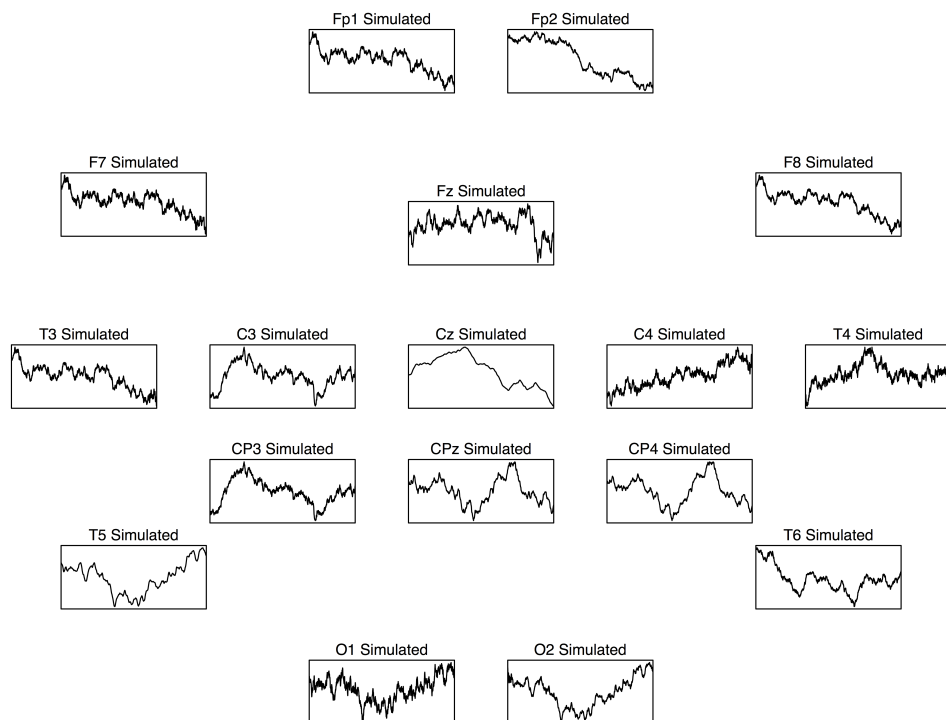 Fp1 Simulated
Fp2 Simulated
F7 Simulated
F8 Simulated
Fz Simulated
T3 Simulated
C3 Simulated
Cz Simulated
C4 Simulated
T4 Simulated
CP3 Simulated
CPz Simulated
CP4 Simulated
T5 Simulated
T6 Simulated
O1 Simulated
O2 Simulated